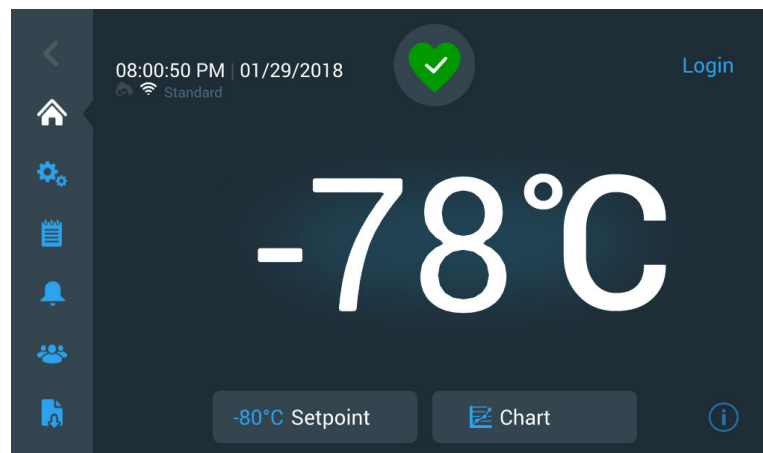 08:00:50 PM | 01/29/2018
Standard
Login
-78°C
-80°C Setpoint
Chart